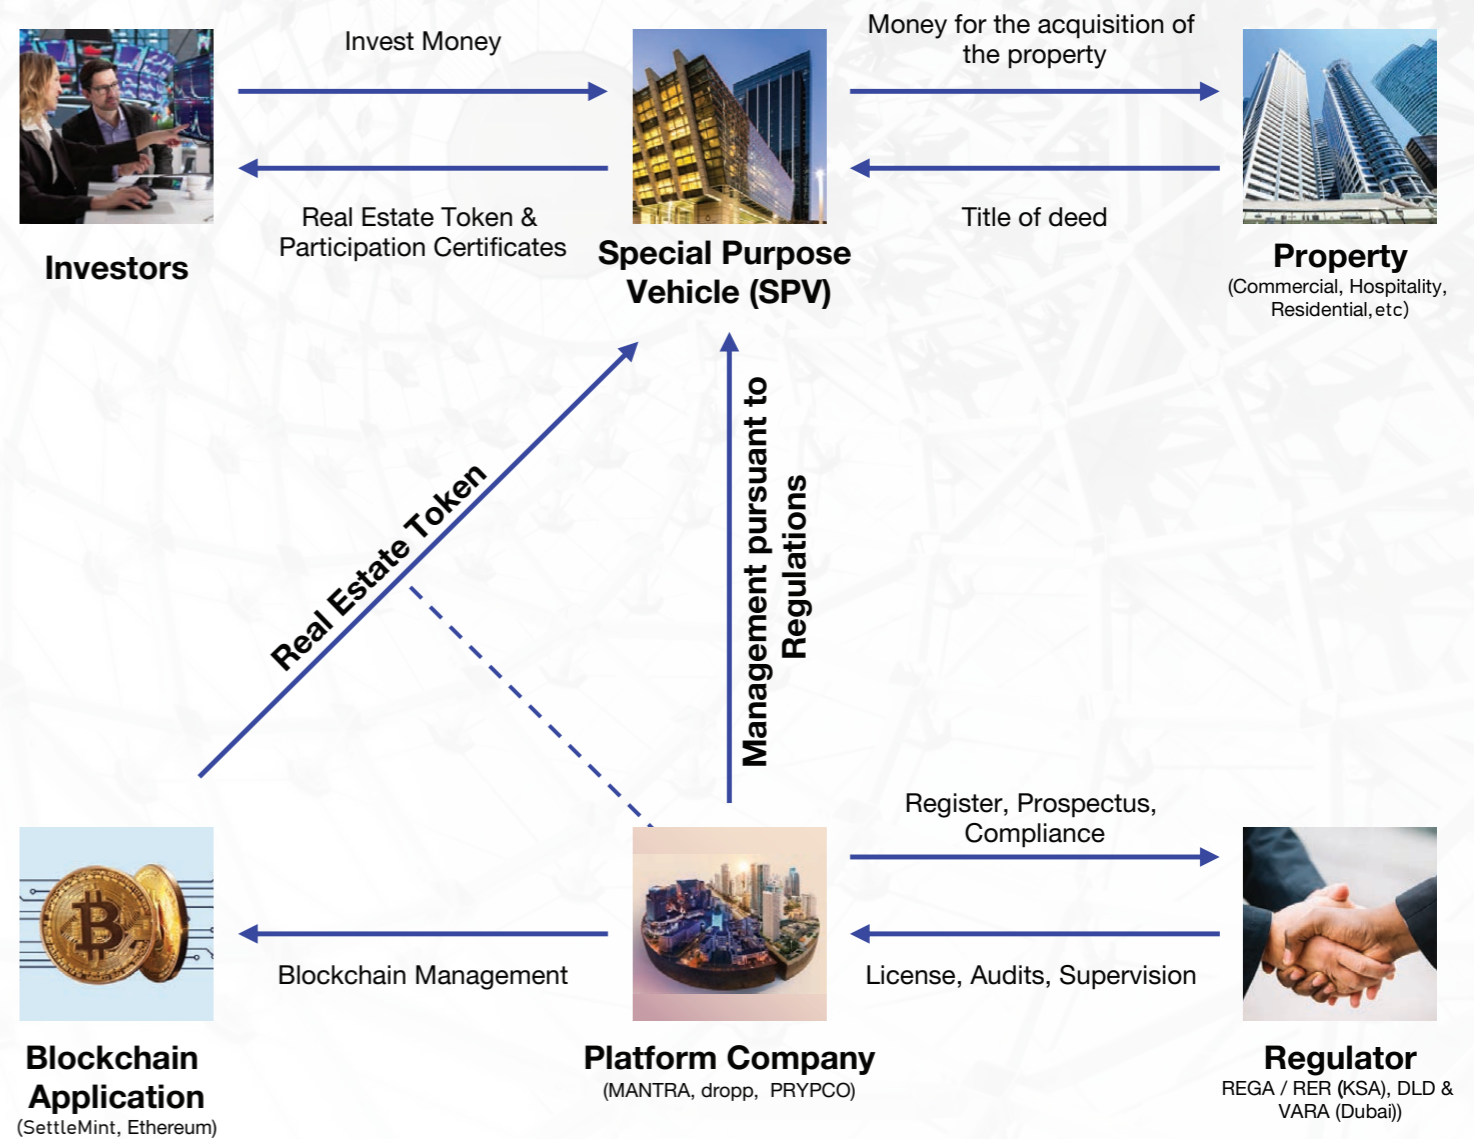 Invest Money
Money for the acquisition of
the property
Real Estate Token &
Participation Certificates
Title of deed
Investors
Special Purpose
Vehicle (SPV)
Property
(Commercial, Hospitality,
Residential, etc)
Real Estate Token
Management pursuant to
Regulations
Register, Prospectus,
Compliance
Blockchain Management
License, Audits, Supervision
Blockchain
Application
(SettleMint, Ethereum)
Platform Company
(MANTRA, dropp, PRYPCO)
Regulator
REGA / RER (KSA), DLD &
VARA (Dubai))